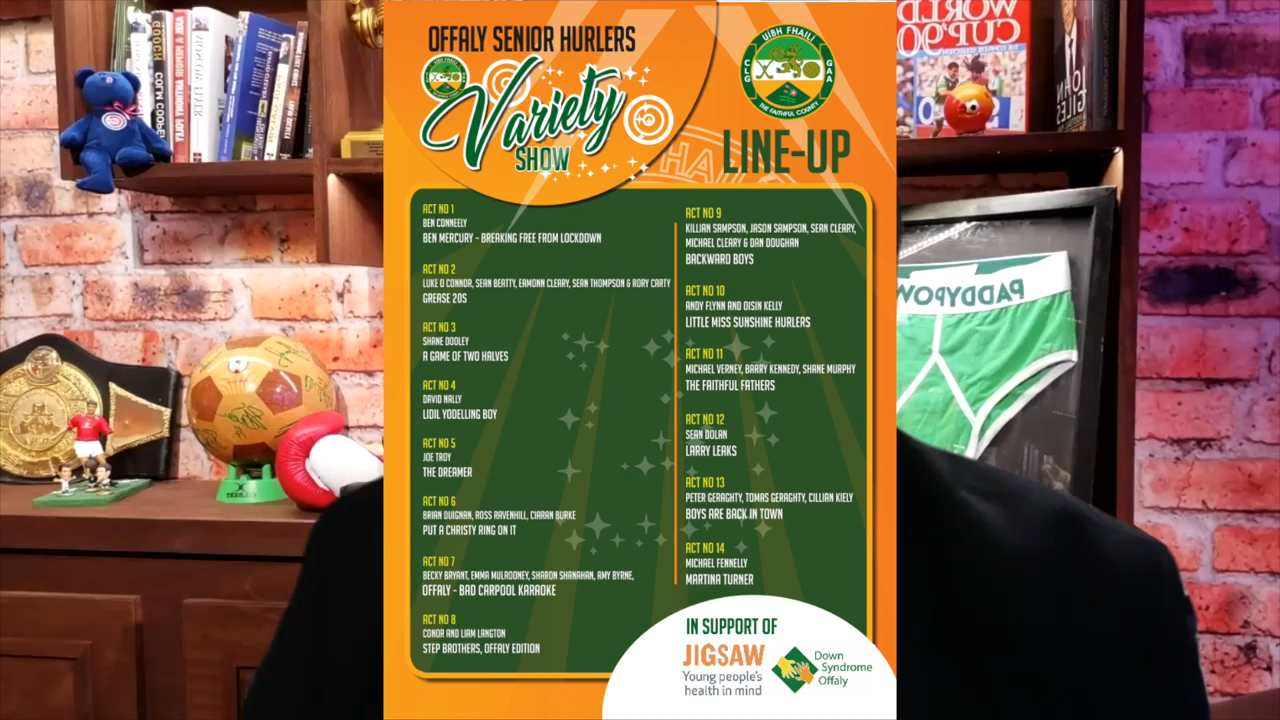 OFFALY SENIOR HURLERS
Variety
SHOW
UIBH FHAILI
CLG
GAA
THE FAITHFUL COUNTY
LINE-UP
ACT NO 1
BEN CONNEELY
BEN MERCURY - BREAKING FREE FROM LOCKDOWN
ACT NO 2
LUKE O CONNOR, SEAN BEATTY, EAMONN CLEARY, SEAN THOMPSON & RORY CARTY
GREASE 20S
ACT NO 3
SHANE DOOLEY
A GAME OF TWO HALVES
ACT NO 4
DAVID NALLY
LIDIL YODELLING BOY
ACT NO 5
JOE TROY
THE DREAMER
ACT NO 6
BRIAN DUIGNAN, ROSS RAVENHILL, CIARAN BURKE
PUT A CHRISTY RING ON IT
ACT NO 7
BECKY BRYANT, EMMA MULROONEY, SHARON SHANAHAN, AMY BYRNE,
OFFALY - BAD CARPOOL KARAOKE
ACT NO 8
CONOR AND LIAM LANGTON
STEP BROTHERS, OFFALY EDITION
ACT NO 9
KILLIAN SAMPSON, JASON SAMPSON, SEAN CLEARY,
MICHAEL CLEARY & DAN DOUGHAN
BACKWARD BOYS
ACT NO 10
ANDY FLYNN AND OISIN KELLY
LITTLE MISS SUNSHINE HURLERS
ACT NO 11
MICHAEL VERNEY, BARRY KENNEDY, SHANE MURPHY
THE FAITHFUL FATHERS
ACT NO 12
SEAN DOLAN
LARRY LEAKS
ACT NO 13
PETER GERAGHTY, TOMAS GERAGHTY, CILLIAN KIELY
BOYS ARE BACK IN TOWN
ACT NO 14
MICHAEL FENNELLY
MARTINA TURNER
IN SUPPORT OF
JIGSAW
Young people's
health in mind
Down
Syndrome
Offaly
WORLD
CUP'90
PADDYPOW
GOOCH